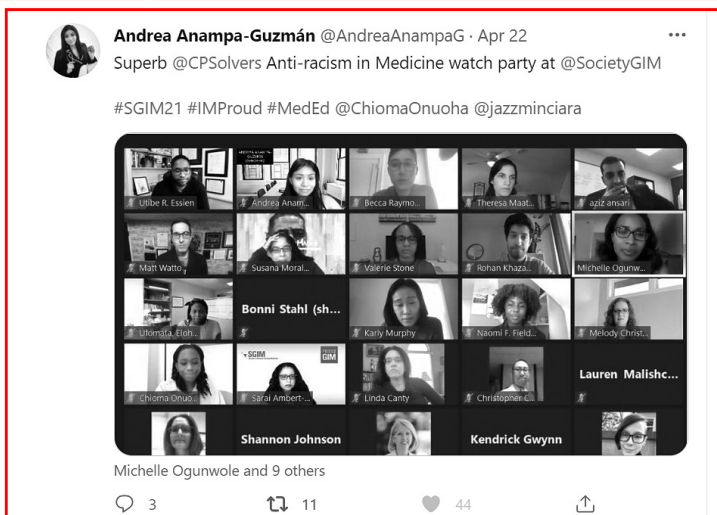 Andrea Anampa-Guzmán @AndreaAnampaG · Apr 22
Superb @CPSolvers Anti-racism in Medicine watch party at @SocietyGIM
#SGIM21 #IMProud #MedEd @ChiomaOnuoha @jazzminciara
Utibe R. Essien Andrea Anam... Becca Raymo... Theresa Maat... aziz ansari
Matt Watto Susana Moral... Valerie Stone Rohan Khaza... Michelle Ogunw...
Ufomata, Eloh... Bonni Stahl (sh... Karly Murphy Naomi F. Field... Melody Christ...
SGIM
GIM
Chioma Onuo... Sarai Ambert-... Linda Canty Christopher C... Lauren Malishc...
Shannon Johnson Kendrick Gwynn
Michelle Ogunwole and 9 others
3 11 44